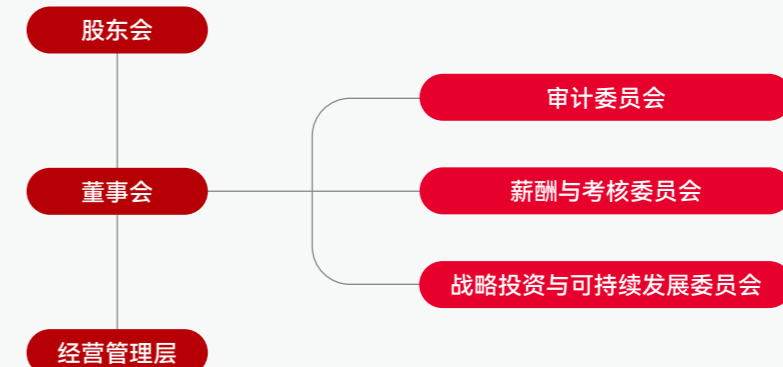 股东会
审计委员会
董事会
薪酬与考核委员会
战略投资与可持续发展委员会
经营管理层